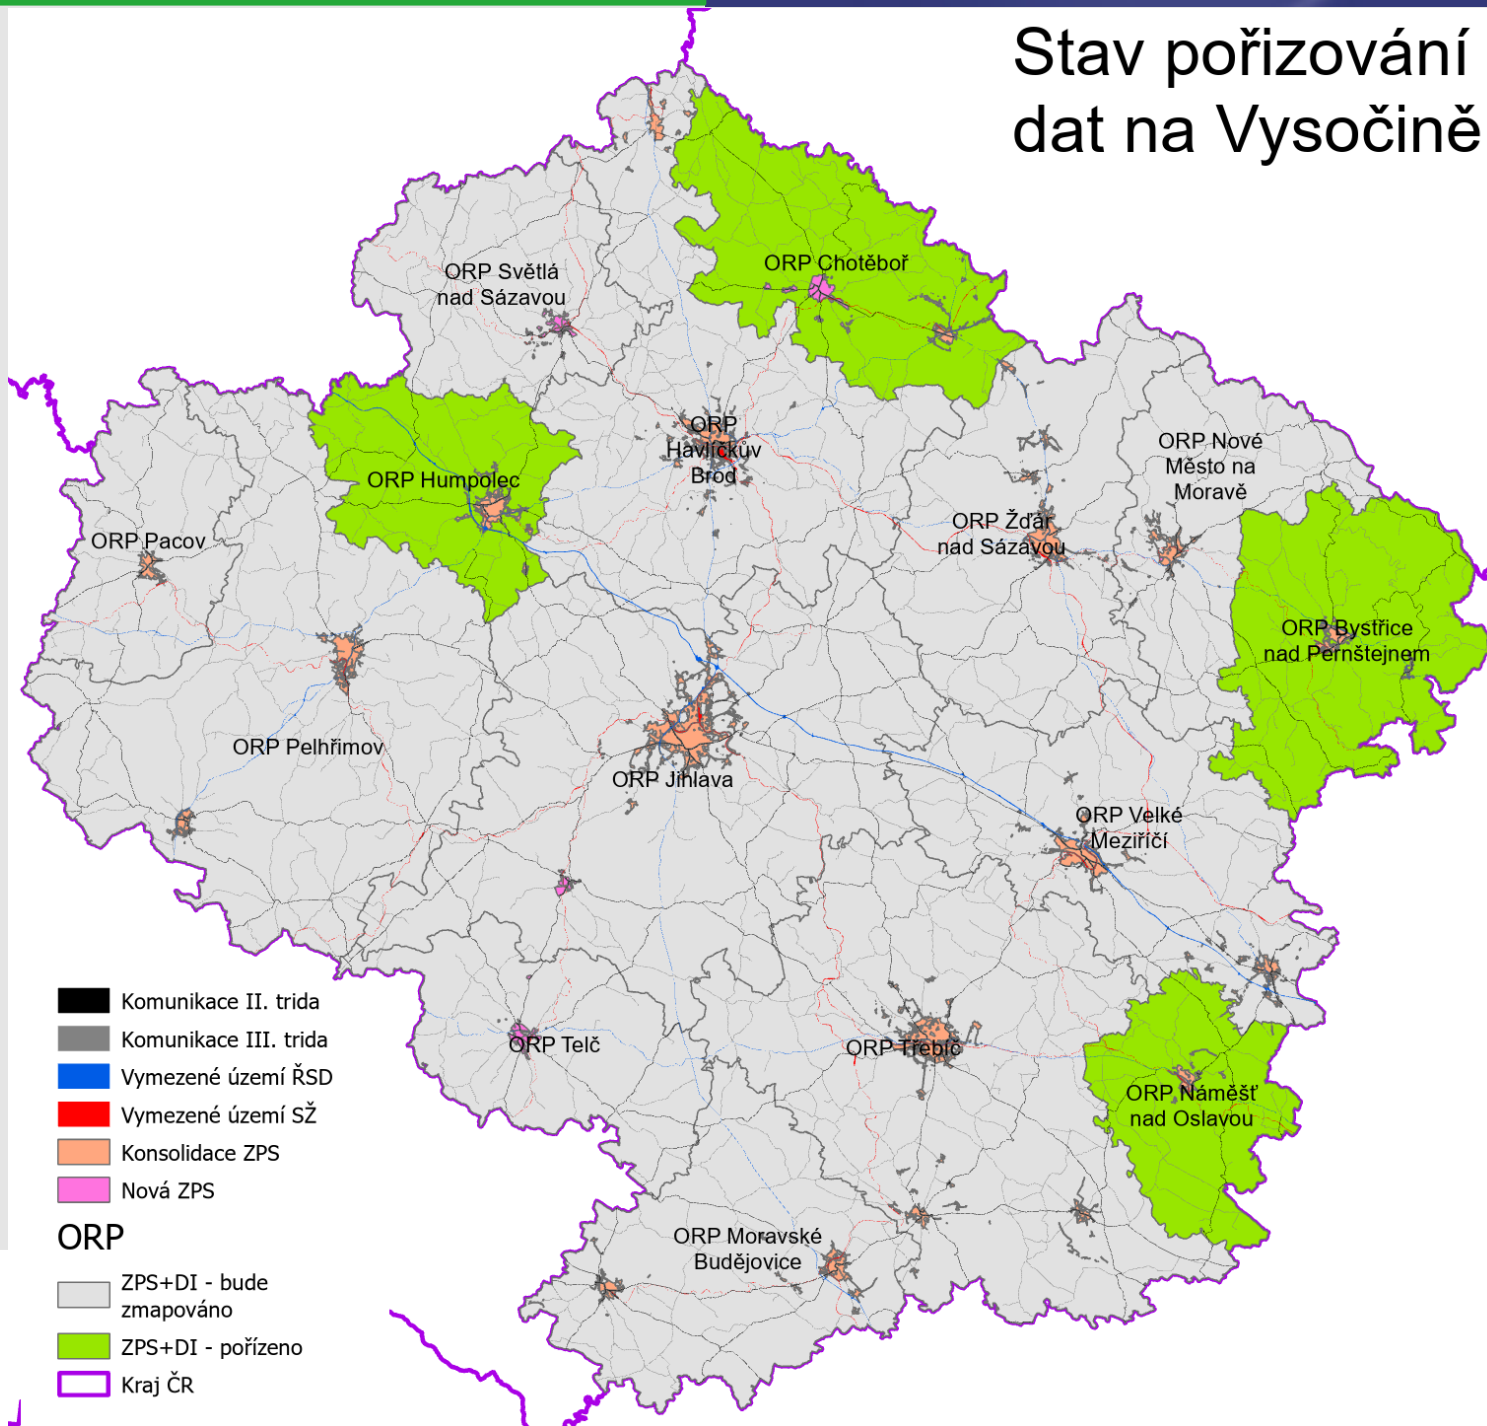 Stav pořizování
dat na Vysočině
ORP Chotěboř
ORP Světlá
nad Sázavou
ORP
Havlíčkův
Brod
ORP Nové
Město na
Moravě
ORP Humpolec
ORP Žďár
nad Sázavou
ORP Pacov
ORP Bystřice
nad Pernštejnem
ORP Pelhřimov
ORP Jihlava
ORP Velké
Meziříčí
ORP Telč
ORP Třebíč
ORP Náměšť
nad Oslavou
ORP Moravské
Budějovice
Komunikace II. trida
Komunikace III. trida
Vymezené území ŘSD
Vymezené území SŽ
Konsolidace ZPS
Nová ZPS
ORP
ZPS+DI - bude
zmapováno
ZPS+DI - pořízeno
Kraj ČR